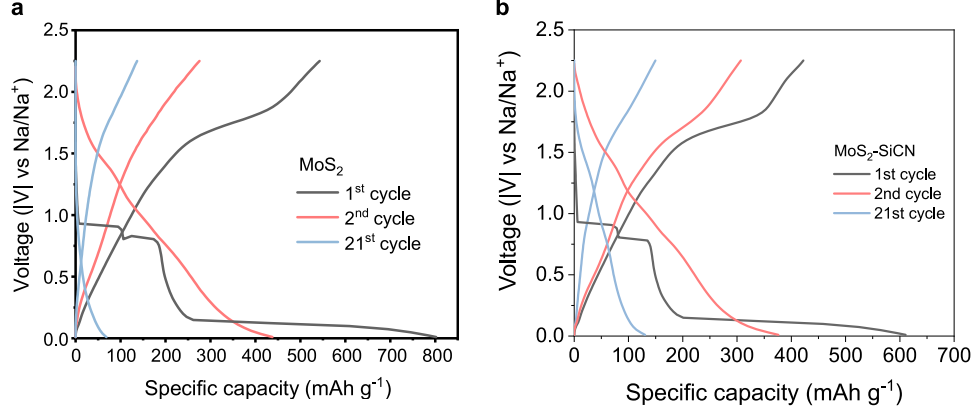 a
2.5
2.0
1.5
1.0
0.5
0.0
Voltage (|V| vs Na/Na⁺)
MoS₂
1ˢᵗ cycle
2ⁿᵈ cycle
21ˢᵗ cycle
0 100 200 300 400 500 600 700 800
Specific capacity (mAh g⁻¹)
b
2.5
2.0
1.5
1.0
0.5
0.0
Voltage (|V| vs Na/Na⁺)
MoS₂-SiCN
1st cycle
2nd cycle
21st cycle
0 100 200 300 400 500 600 700
Specific capacity (mAh g⁻¹)